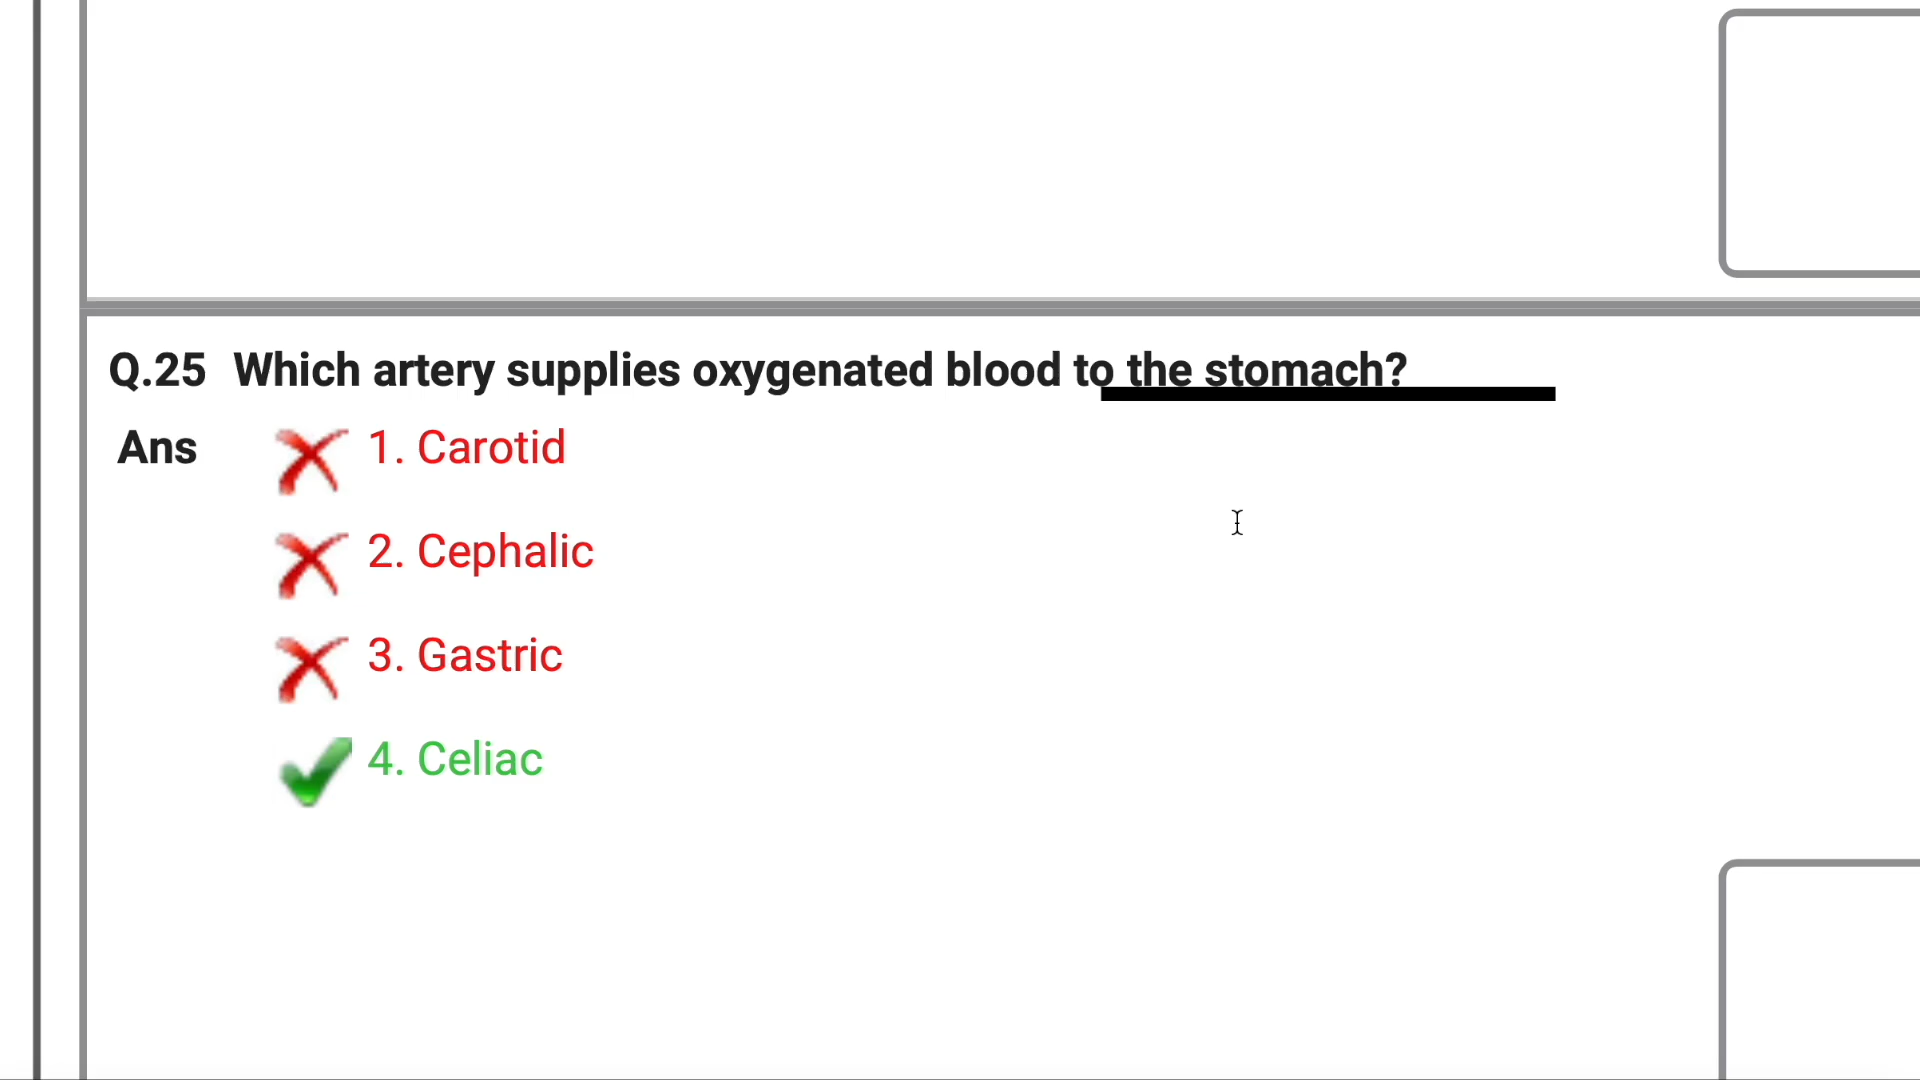 Q.25 Which artery supplies oxygenated blood to the stomach?
Ans 1. Carotid
2. Cephalic
3. Gastric
4. Celiac